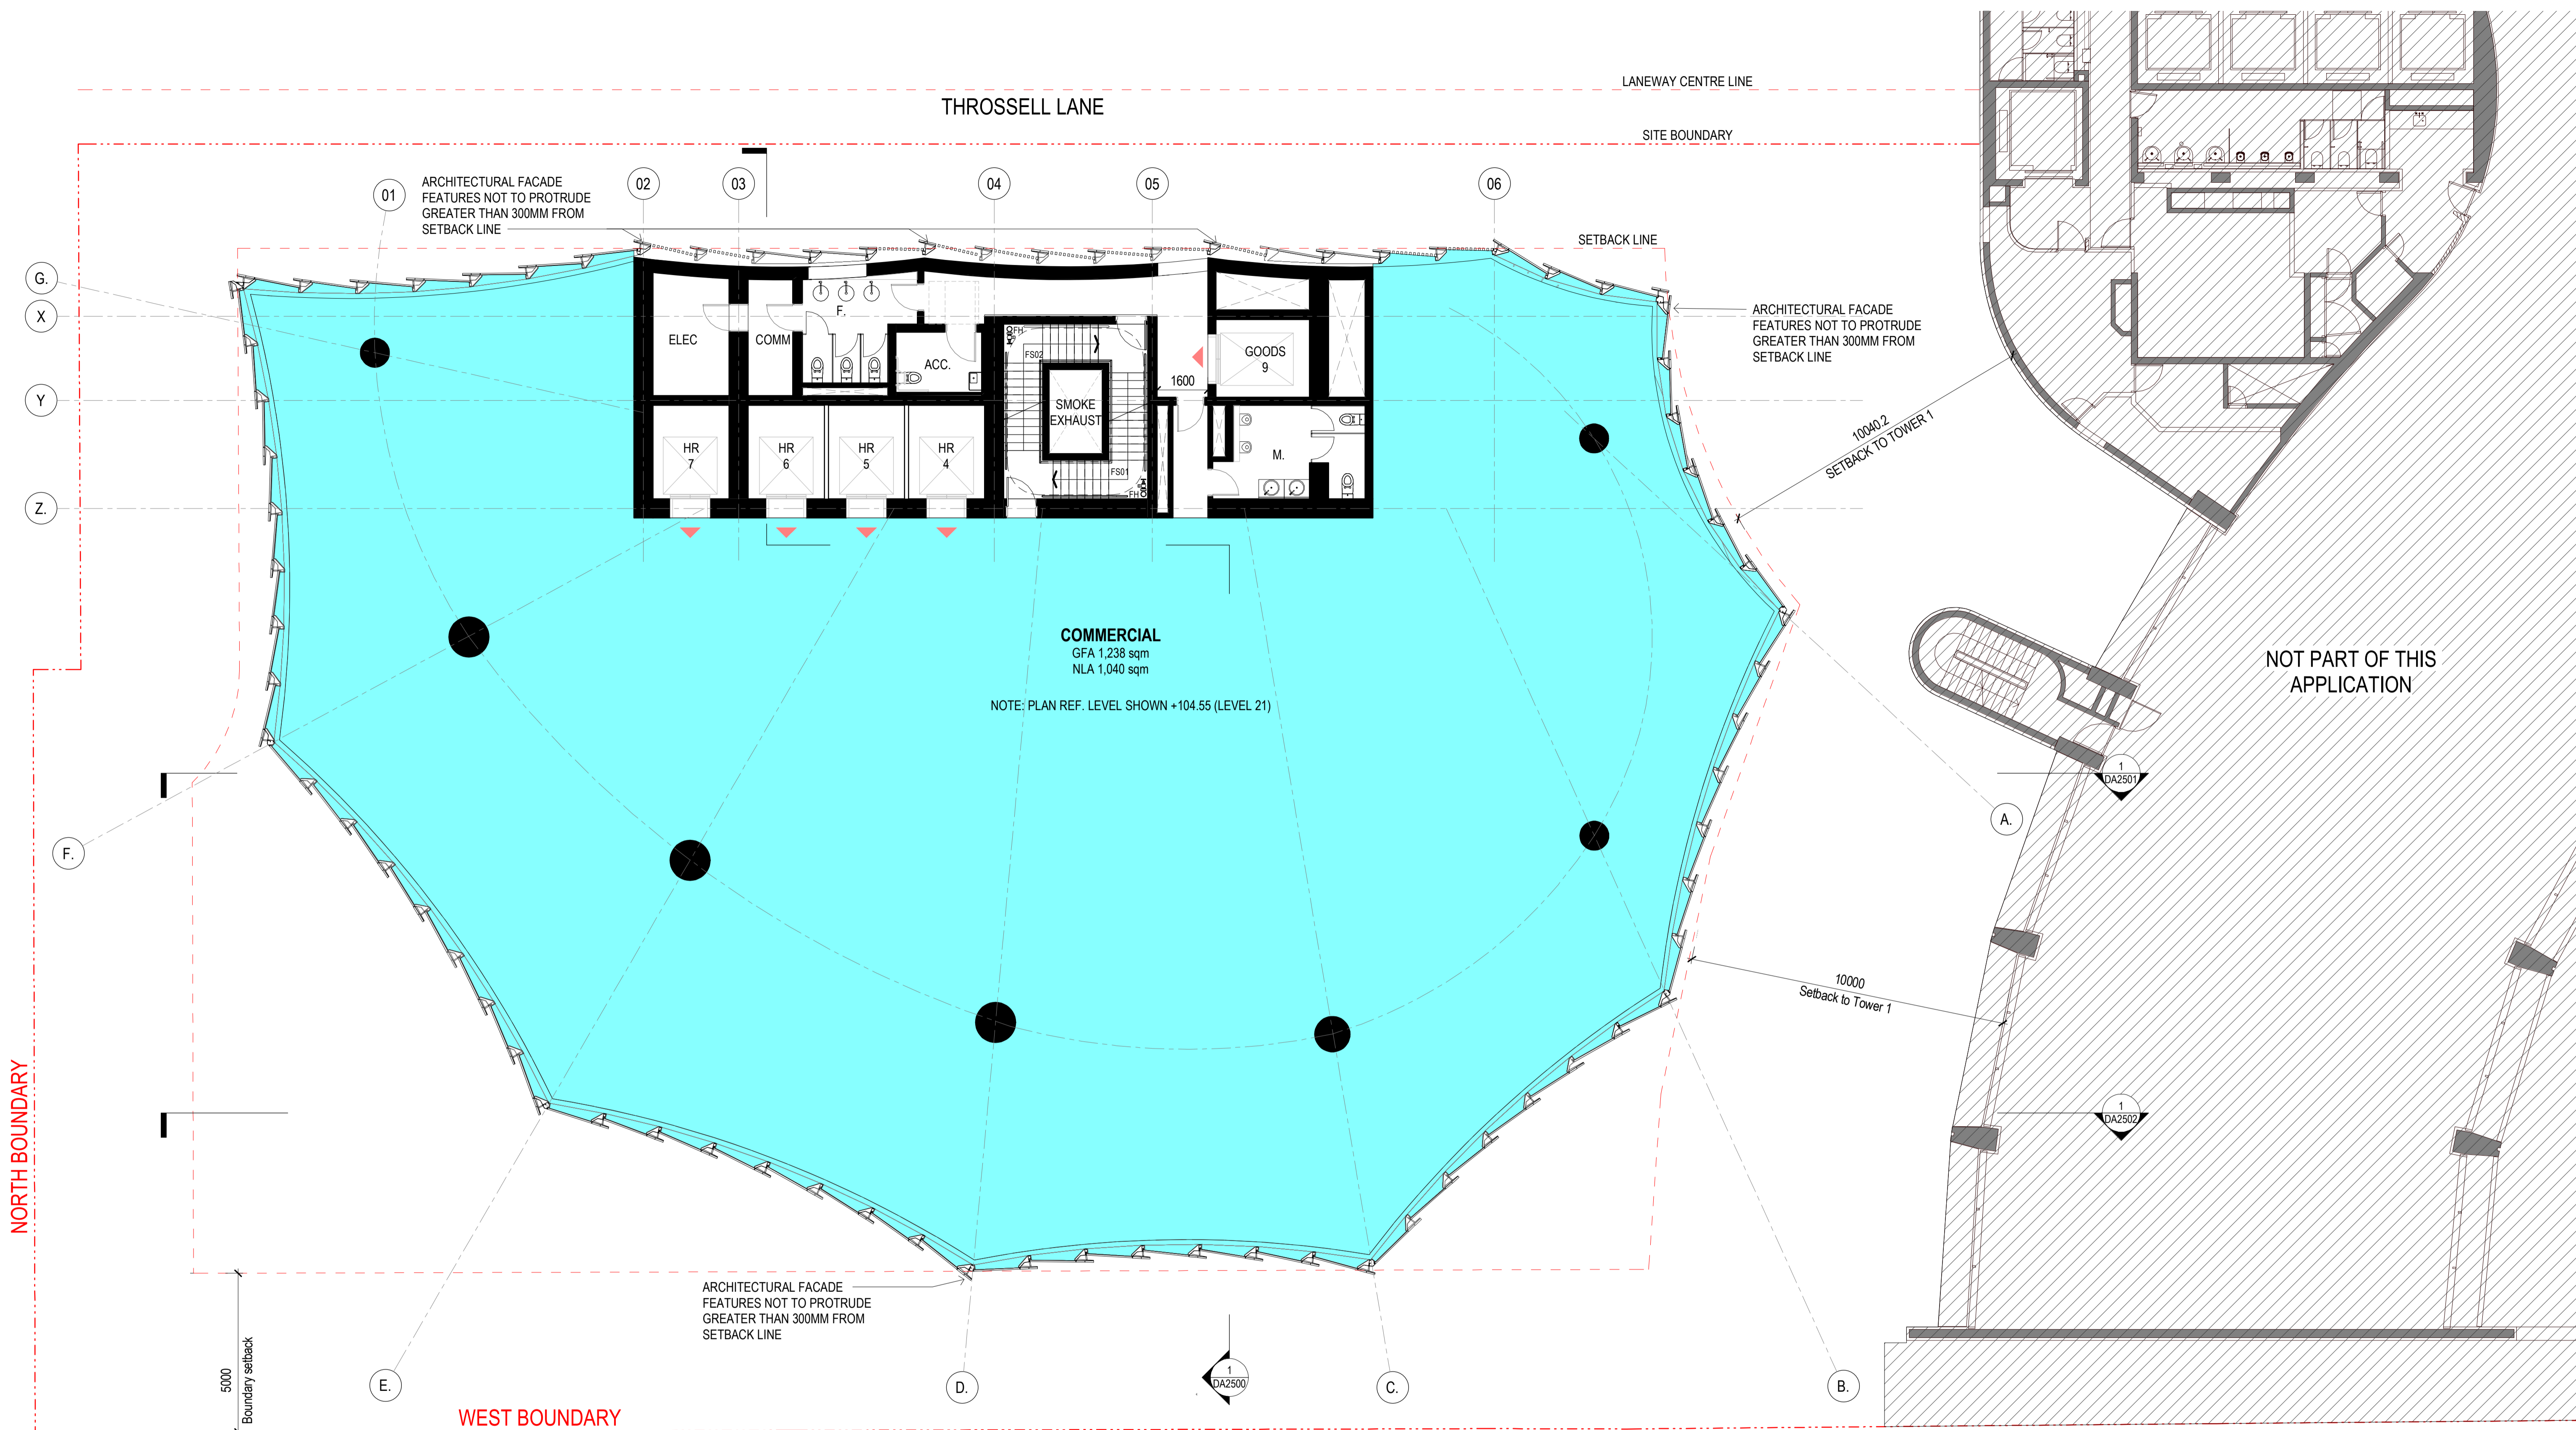 LANEWAY CENTRE LINE
THROSSELL LANE
SITE BOUNDARY
ARCHITECTURAL FACADE
FEATURES NOT TO PROTRUDE
GREATER THAN 300MM FROM
SETBACK LINE
01
02
03
04
05
06
SETBACK LINE
G.
X
Y
Z.
ARCHITECTURAL FACADE
FEATURES NOT TO PROTRUDE
GREATER THAN 300MM FROM
SETBACK LINE
ELEC
COMM
F.
ACC.
FH
FS02
SMOKE
EXHAUST
FS01
FH
1600
GOODS
9
M.
HR
7
HR
6
HR
5
HR
4
10040.2
SETBACK TO TOWER 1
COMMERCIAL
GFA 1,238 sqm
NLA 1,040 sqm
NOTE: PLAN REF. LEVEL SHOWN +104.55 (LEVEL 21)
NOT PART OF THIS
APPLICATION
1
DA2501
A.
F.
10000
Setback to Tower 1
1
DA2502
NORTH BOUNDARY
ARCHITECTURAL FACADE
FEATURES NOT TO PROTRUDE
GREATER THAN 300MM FROM
SETBACK LINE
5000
Boundary setback
E.
D.
1
DA2500
C.
B.
WEST BOUNDARY